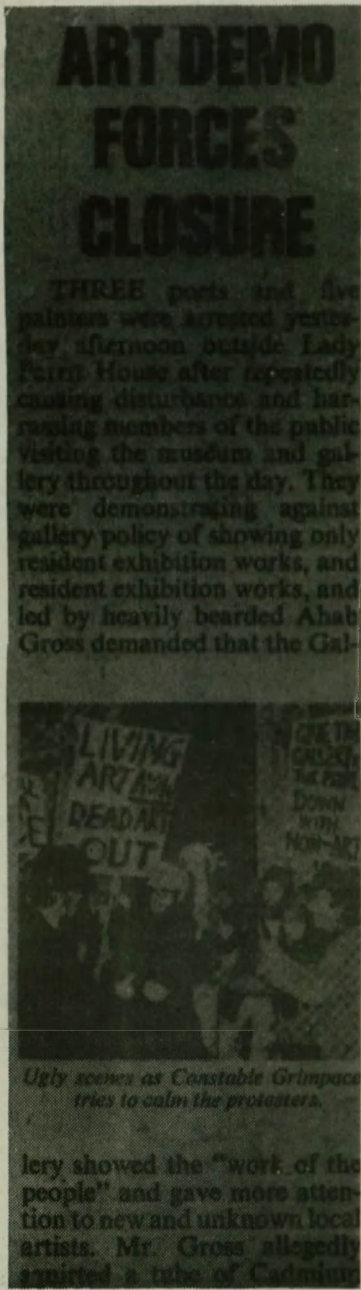 ART DEMO
FORCES
CLOSURE
THREE poets and five
painters were arrested yester-
day afternoon outside Lady
Perrit House after repeatedly
causing disturbance and har-
rassing members of the public
visiting the museum and gal-
lery throughout the day. They
were demonstrating against
gallery policy of showing only
resident exhibition works, and
resident exhibition works, and
led by heavily bearded Ahab
Gross demanded that the Gal-
LIVING
ART
DEAD ART
OUT
DOWN
WITH
NON-ART
Ugly scenes as Constable Grimpace
tries to calm the protesters.
lery showed the "work of the
people" and gave more atten-
tion to new and unknown local
artists. Mr. Gross allegedly
squirted a tube of Cadmium